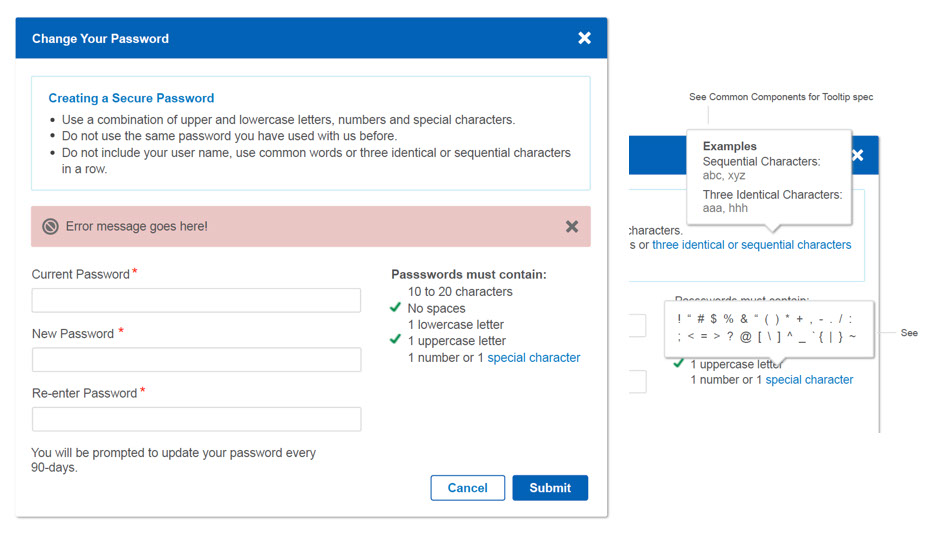 Change Your Password
Creating a Secure Password
• Use a combination of upper and lowercase letters, numbers and special characters.
• Do not use the same password you have used with us before.
• Do not include your user name, use common words or three identical or sequential characters
in a row.
Error message goes here!
Current Password *
New Password *
Re-enter Password *
You will be prompted to update your password every
90-days.
Passswords must contain:
10 to 20 characters
No spaces
1 lowercase letter
1 uppercase letter
1 number or 1 special character
Cancel
Submit
See Common Components for Tooltip spec
Examples
Sequential Characters:
abc, xyz
Three Identical Characters:
aaa, hhh
characters.
s or three identical or sequential characters
Passswords must contain:
! “ # $ % & “ ( ) * + , - . / :
; < = > ? @ [ \ ] ^ _ ` { | } ~
See
1 uppercase letter
1 number or 1 special character